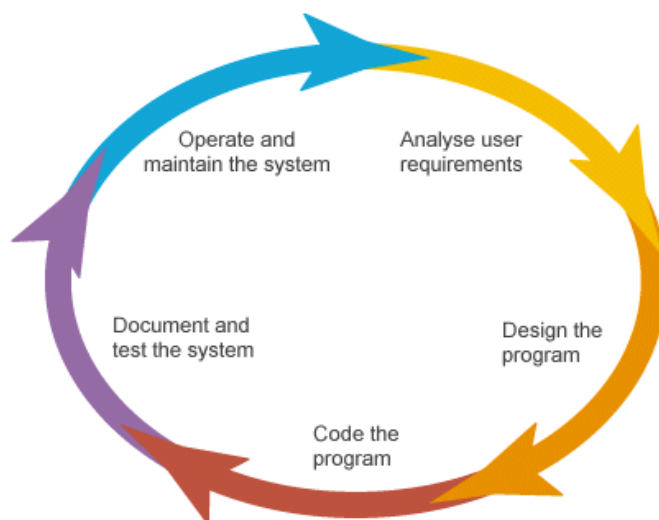 Operate and
maintain the system
Analyse user
requirements
Design the
program
Code the
program
Document and
test the system